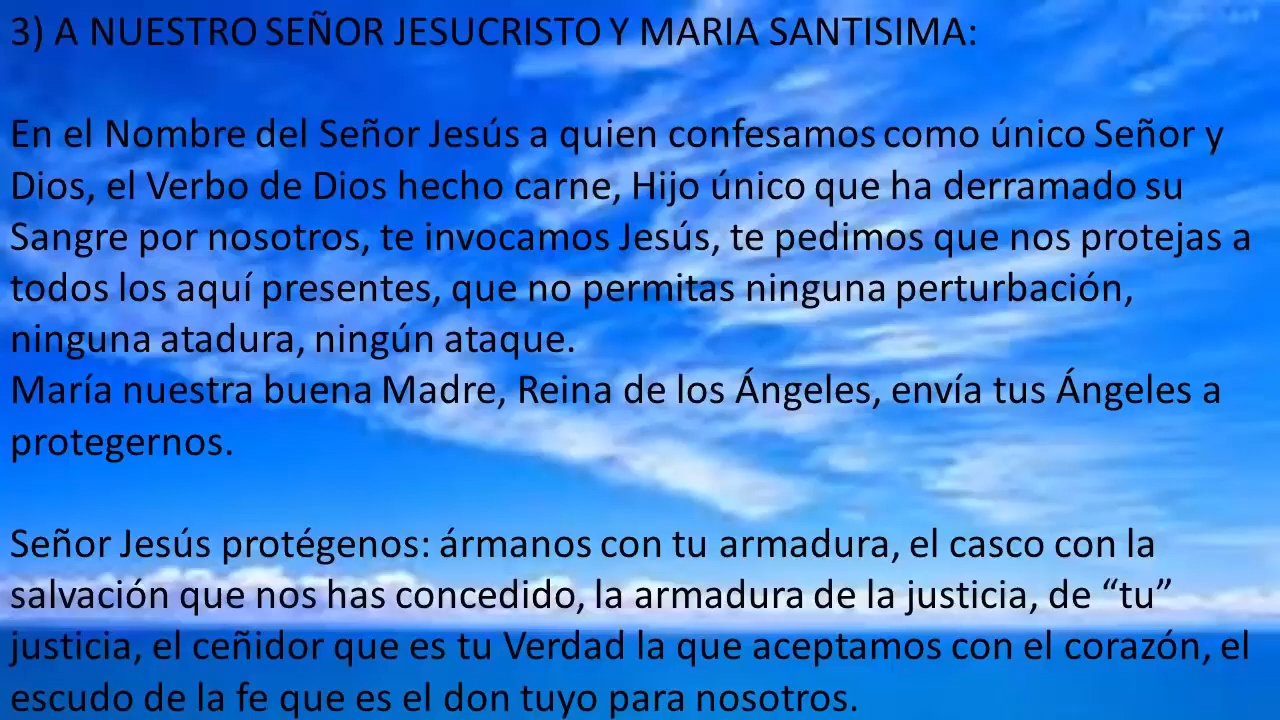 3) A NUESTRO SEÑOR JESUCRISTO Y MARIA SANTISIMA:
En el Nombre del Señor Jesús a quien confesamos como único Señor y
Dios, el Verbo de Dios hecho carne, Hijo único que ha derramado su
Sangre por nosotros, te invocamos Jesús, te pedimos que nos protejas a
todos los aquí presentes, que no permitas ninguna perturbación,
ninguna atadura, ningún ataque.
María nuestra buena Madre, Reina de los Ángeles, envía tus Ángeles a
protegernos.
Señor Jesús protégenos: ármanos con tu armadura, el casco con la
salvación que nos has concedido, la armadura de la justicia, de “tu”
justicia, el ceñidor que es tu Verdad la que aceptamos con el corazón, el
escudo de la fe que es el don tuyo para nosotros.